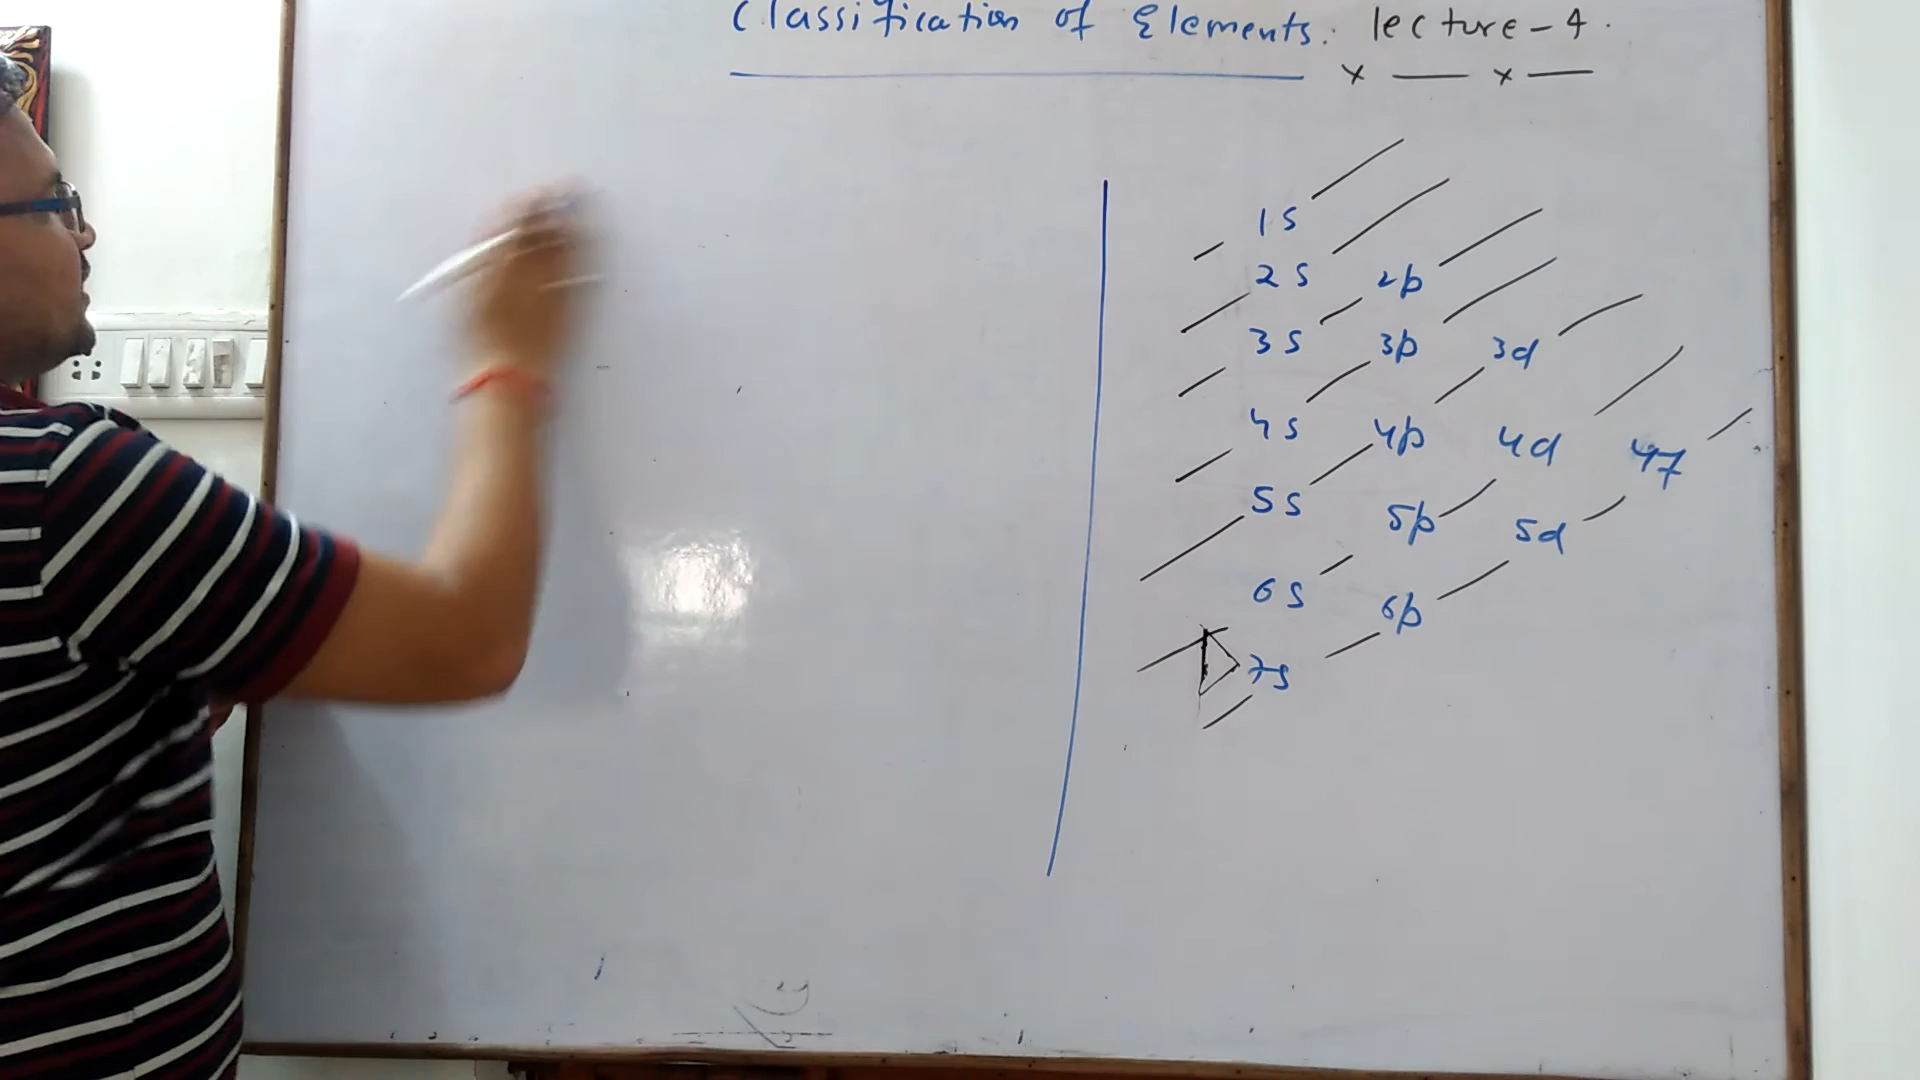 Classification of Elements. lecture-4.
x — x —
1s
2s 2p
3s 3p 3d
4s 4p 4d 4f
5s 5p 5d
6s 6p
7s